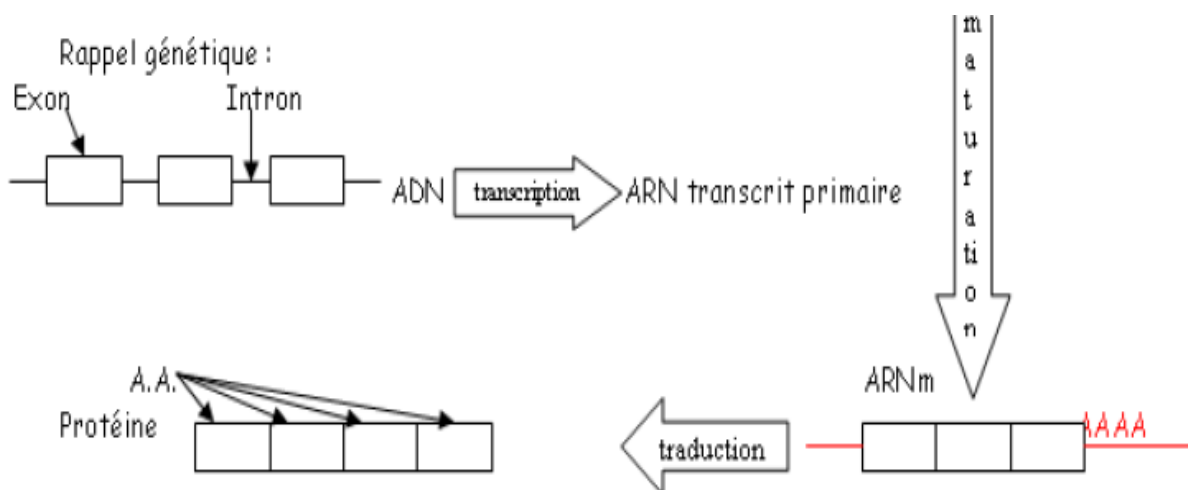 Rappel génétique :
Exon
Intron
ADN
transcription
ARN transcrit primaire
maturation
A.A.
Protéine
traduction
ARNm
AAAA